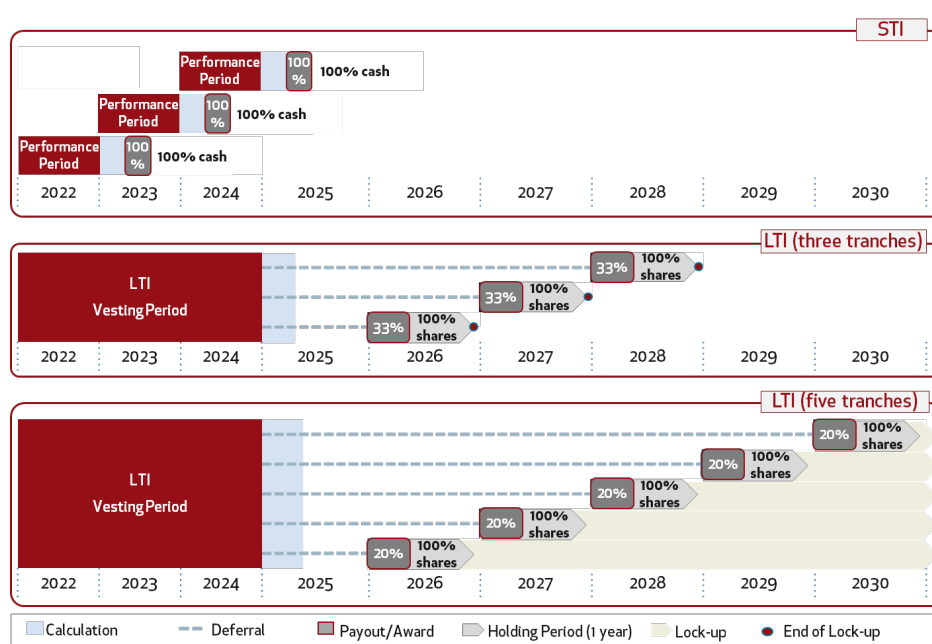 STI
Performance
Period
100
%
100% cash
Performance
Period
100
%
100% cash
Performance
Period
100
%
100% cash
2022 2023 2024 2025 2026 2027 2028 2029 2030
LTI (three tranches)
LTI
Vesting Period
33%
100%
shares
33%
100%
shares
33%
100%
shares
2022 2023 2024 2025 2026 2027 2028 2029 2030
LTI (five tranches)
LTI
Vesting Period
20%
100%
shares
20%
100%
shares
20%
100%
shares
20%
100%
shares
20%
100%
shares
2022 2023 2024 2025 2026 2027 2028 2029 2030
Calculation Deferral Payout/Award Holding Period (1 year) Lock-up End of Lock-up